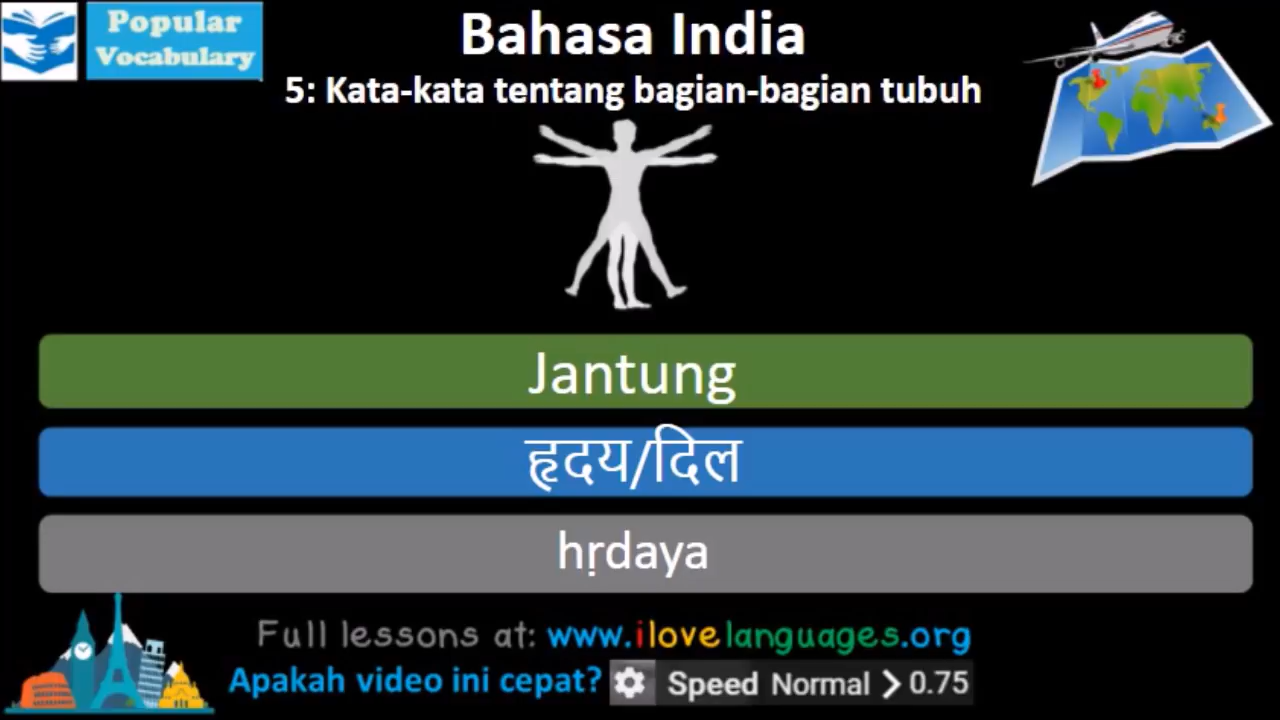 Popular
Vocabulary
Bahasa India
5: Kata-kata tentang bagian-bagian tubuh
Jantung
हृदय/दिल
hṛdaya
Full lessons at: www.ilovelanguages.org
Apakah video ini cepat? Speed Normal > 0.75